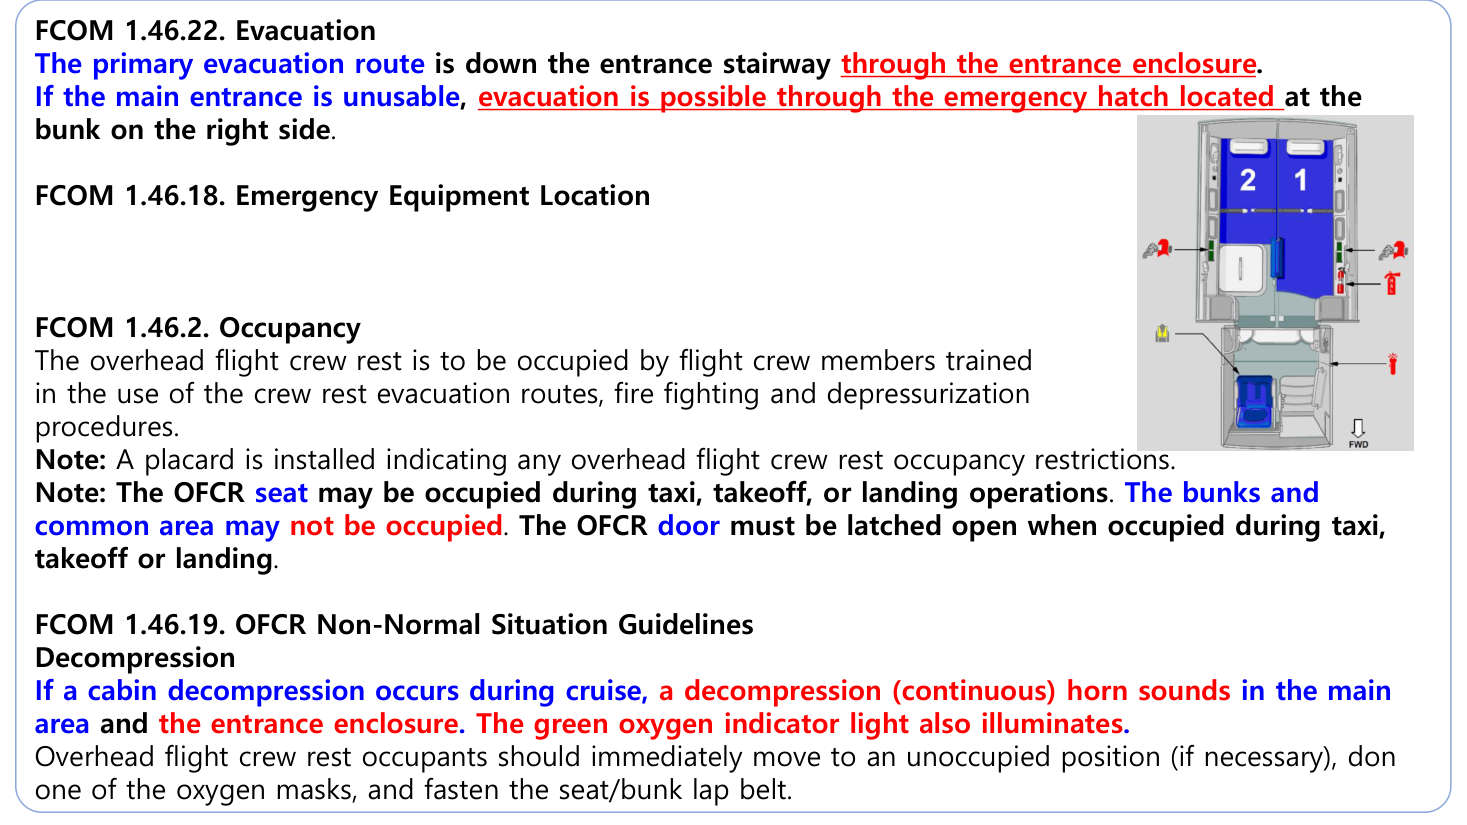 FCOM 1.46.22. Evacuation
The primary evacuation route is down the entrance stairway through the entrance enclosure.
If the main entrance is unusable, evacuation is possible through the emergency hatch located at the
bunk on the right side.
FCOM 1.46.18. Emergency Equipment Location
2 1
FWD
FCOM 1.46.2. Occupancy
The overhead flight crew rest is to be occupied by flight crew members trained
in the use of the crew rest evacuation routes, fire fighting and depressurization
procedures.
Note: A placard is installed indicating any overhead flight crew rest occupancy restrictions.
Note: The OFCR seat may be occupied during taxi, takeoff, or landing operations. The bunks and
common area may not be occupied. The OFCR door must be latched open when occupied during taxi,
takeoff or landing.
FCOM 1.46.19. OFCR Non-Normal Situation Guidelines
Decompression
If a cabin decompression occurs during cruise, a decompression (continuous) horn sounds in the main
area and the entrance enclosure. The green oxygen indicator light also illuminates.
Overhead flight crew rest occupants should immediately move to an unoccupied position (if necessary), don
one of the oxygen masks, and fasten the seat/bunk lap belt.